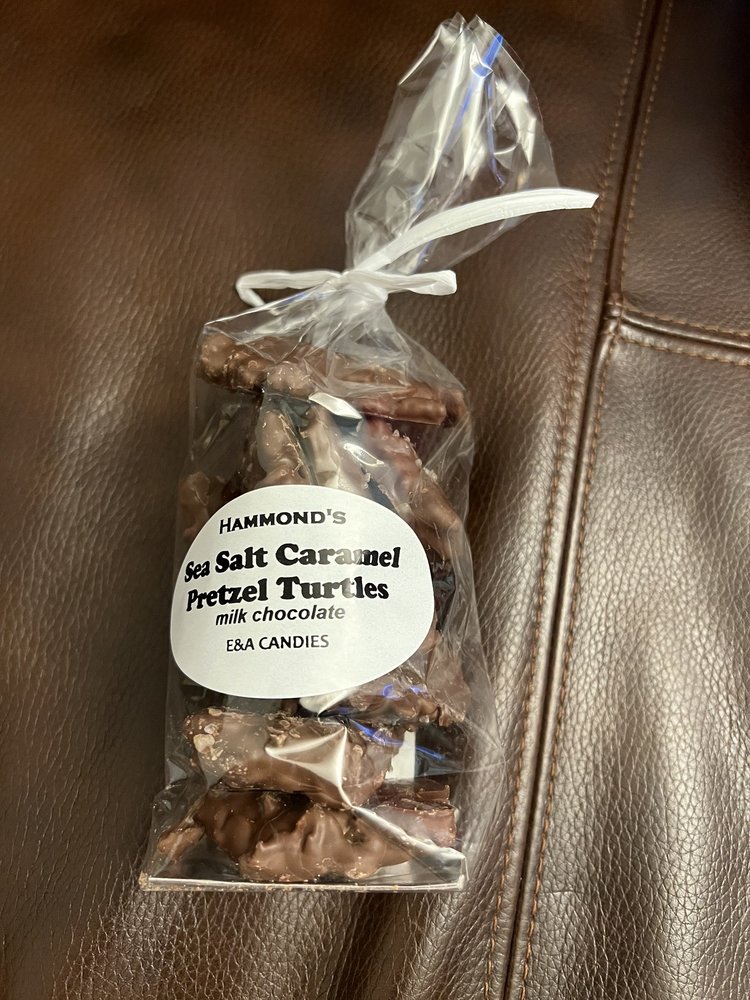 HAMMOND'S
Sea Salt Caramel
Pretzel Turtles
milk chocolate
E&A CANDIES